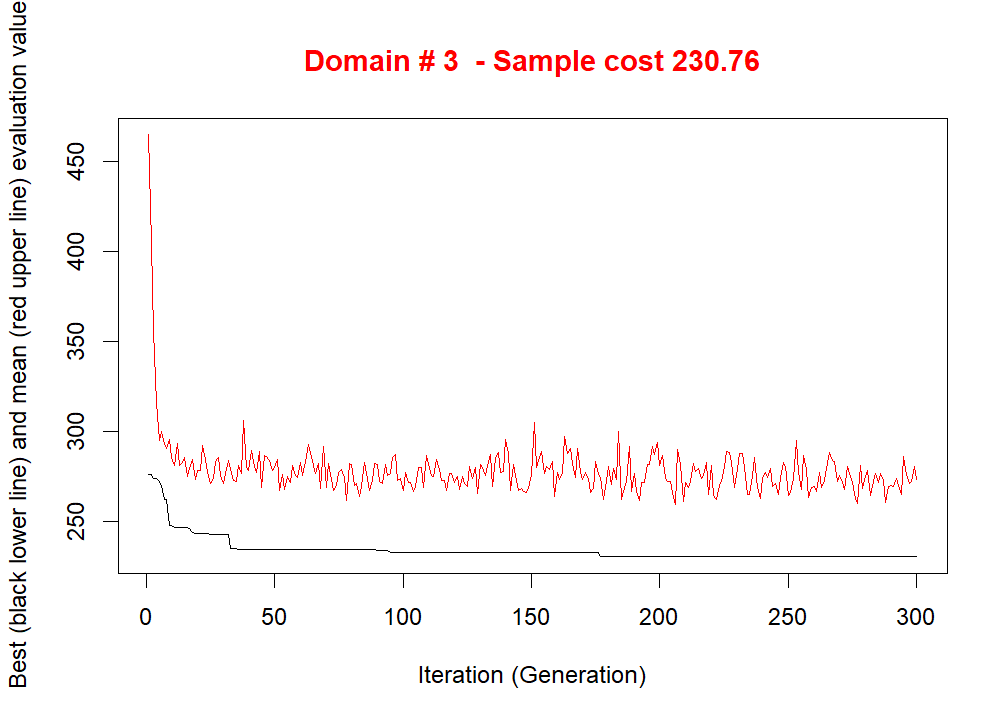 Domain # 3  - Sample cost 230.76
Best (black lower line) and mean (red upper line) evaluation value
450
400
350
300
250
0 50 100 150 200 250 300
Iteration (Generation)